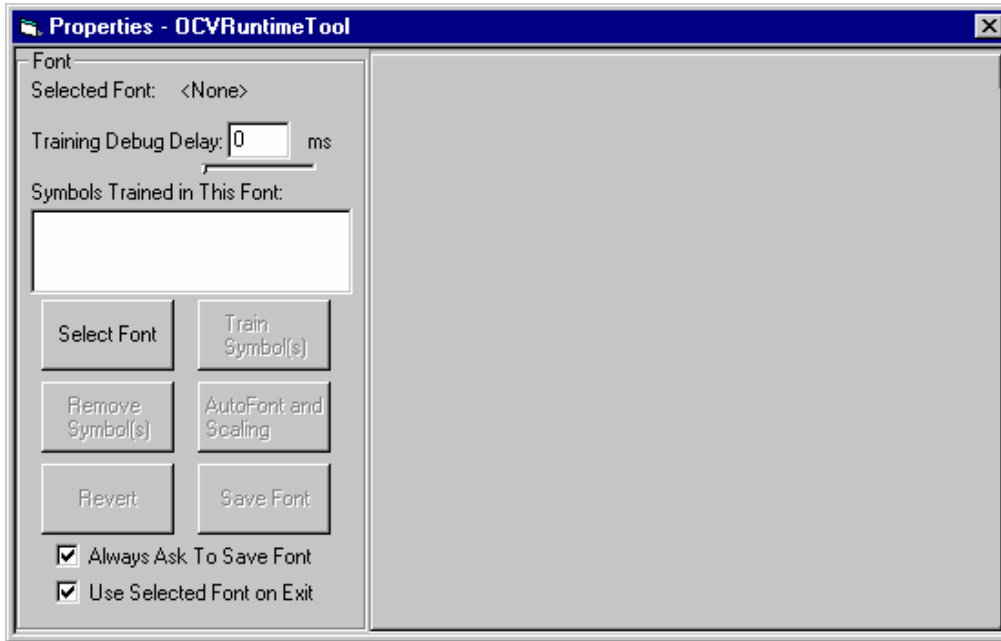 Properties - OCVRuntimeTool
Font
Selected Font: <None>
Training Debug Delay: 0 ms
Symbols Trained in This Font:
Select Font
Train
Symbol(s)
Remove
Symbol(s)
AutoFont and
Scaling
Revert
Save Font
Always Ask To Save Font
Use Selected Font on Exit